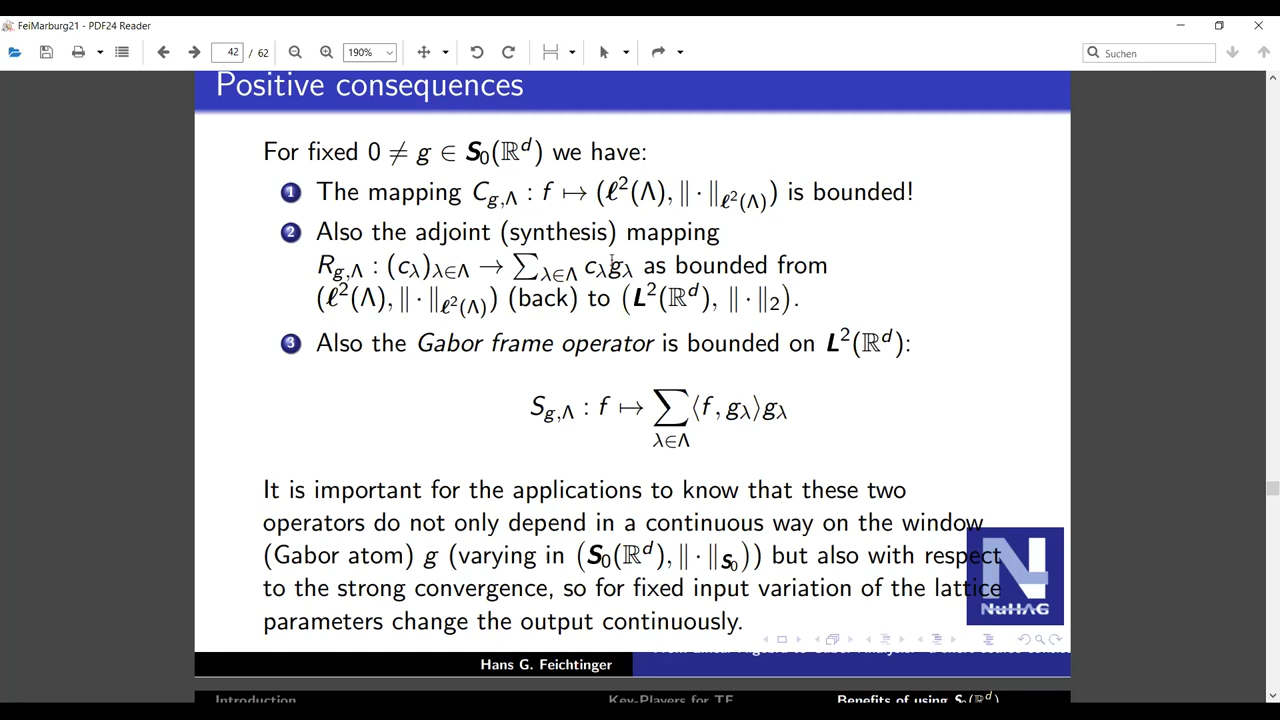 FeiMarburg21 - PDF24 Reader
42 / 62 190% Suchen
Positive consequences
For fixed 0 ≠ g ∈ S₀(ℝᵈ) we have:
1 The mapping C_{g,Λ} : f ↦ (ℓ²(Λ), ‖ · ‖_{ℓ²(Λ)}) is bounded!
2 Also the adjoint (synthesis) mapping
R_{g,Λ} : (c_λ)_{λ∈Λ} → ∑_{λ∈Λ} c_λ g_λ as bounded from
(ℓ²(Λ), ‖ · ‖_{ℓ²(Λ)}) (back) to (L²(ℝᵈ), ‖ · ‖₂).
3 Also the Gabor frame operator is bounded on L²(ℝᵈ):
S_{g,Λ} : f ↦ ∑_{λ∈Λ} ⟨f, g_λ⟩g_λ
It is important for the applications to know that these two
operators do not only depend in a continuous way on the window
(Gabor atom) g (varying in (S₀(ℝᵈ), ‖ · ‖_{S₀})) but also with respect
to the strong convergence, so for fixed input variation of the lattice
parameters change the output continuously.
N
NuHAG
Hans G. Feichtinger
Introduction Key-Players for TF Benefits of using S₀(ℝᵈ)